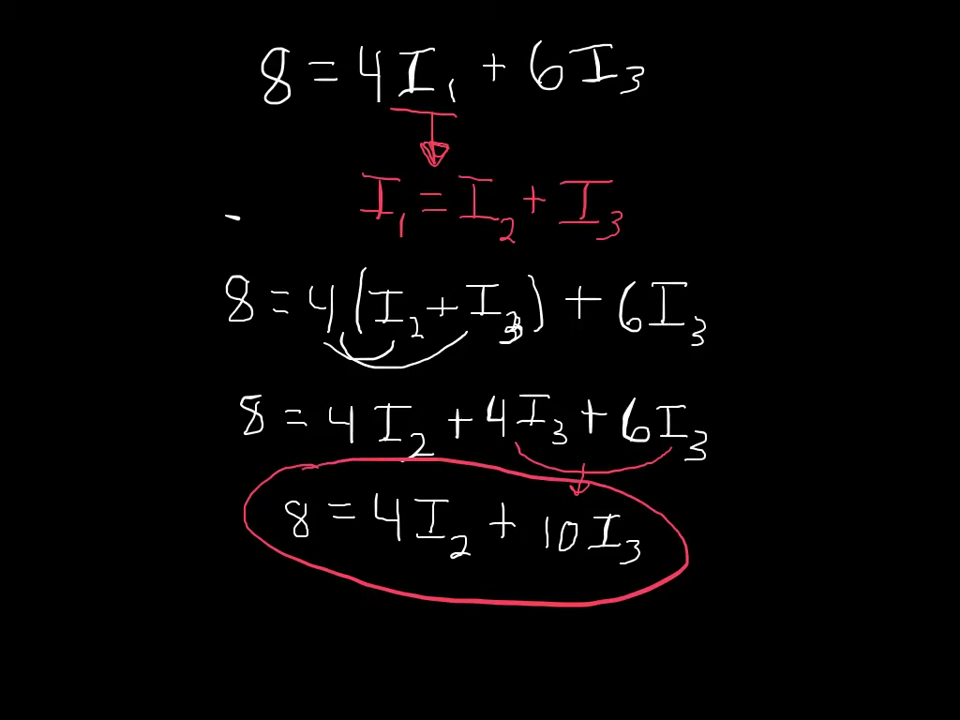 8 = 4I₁ + 6I₃
I₁ = I₂ + I₃
8 = 4(I₂ + I₃) + 6I₃
8 = 4I₂ + 4I₃ + 6I₃
8 = 4I₂ + 10I₃